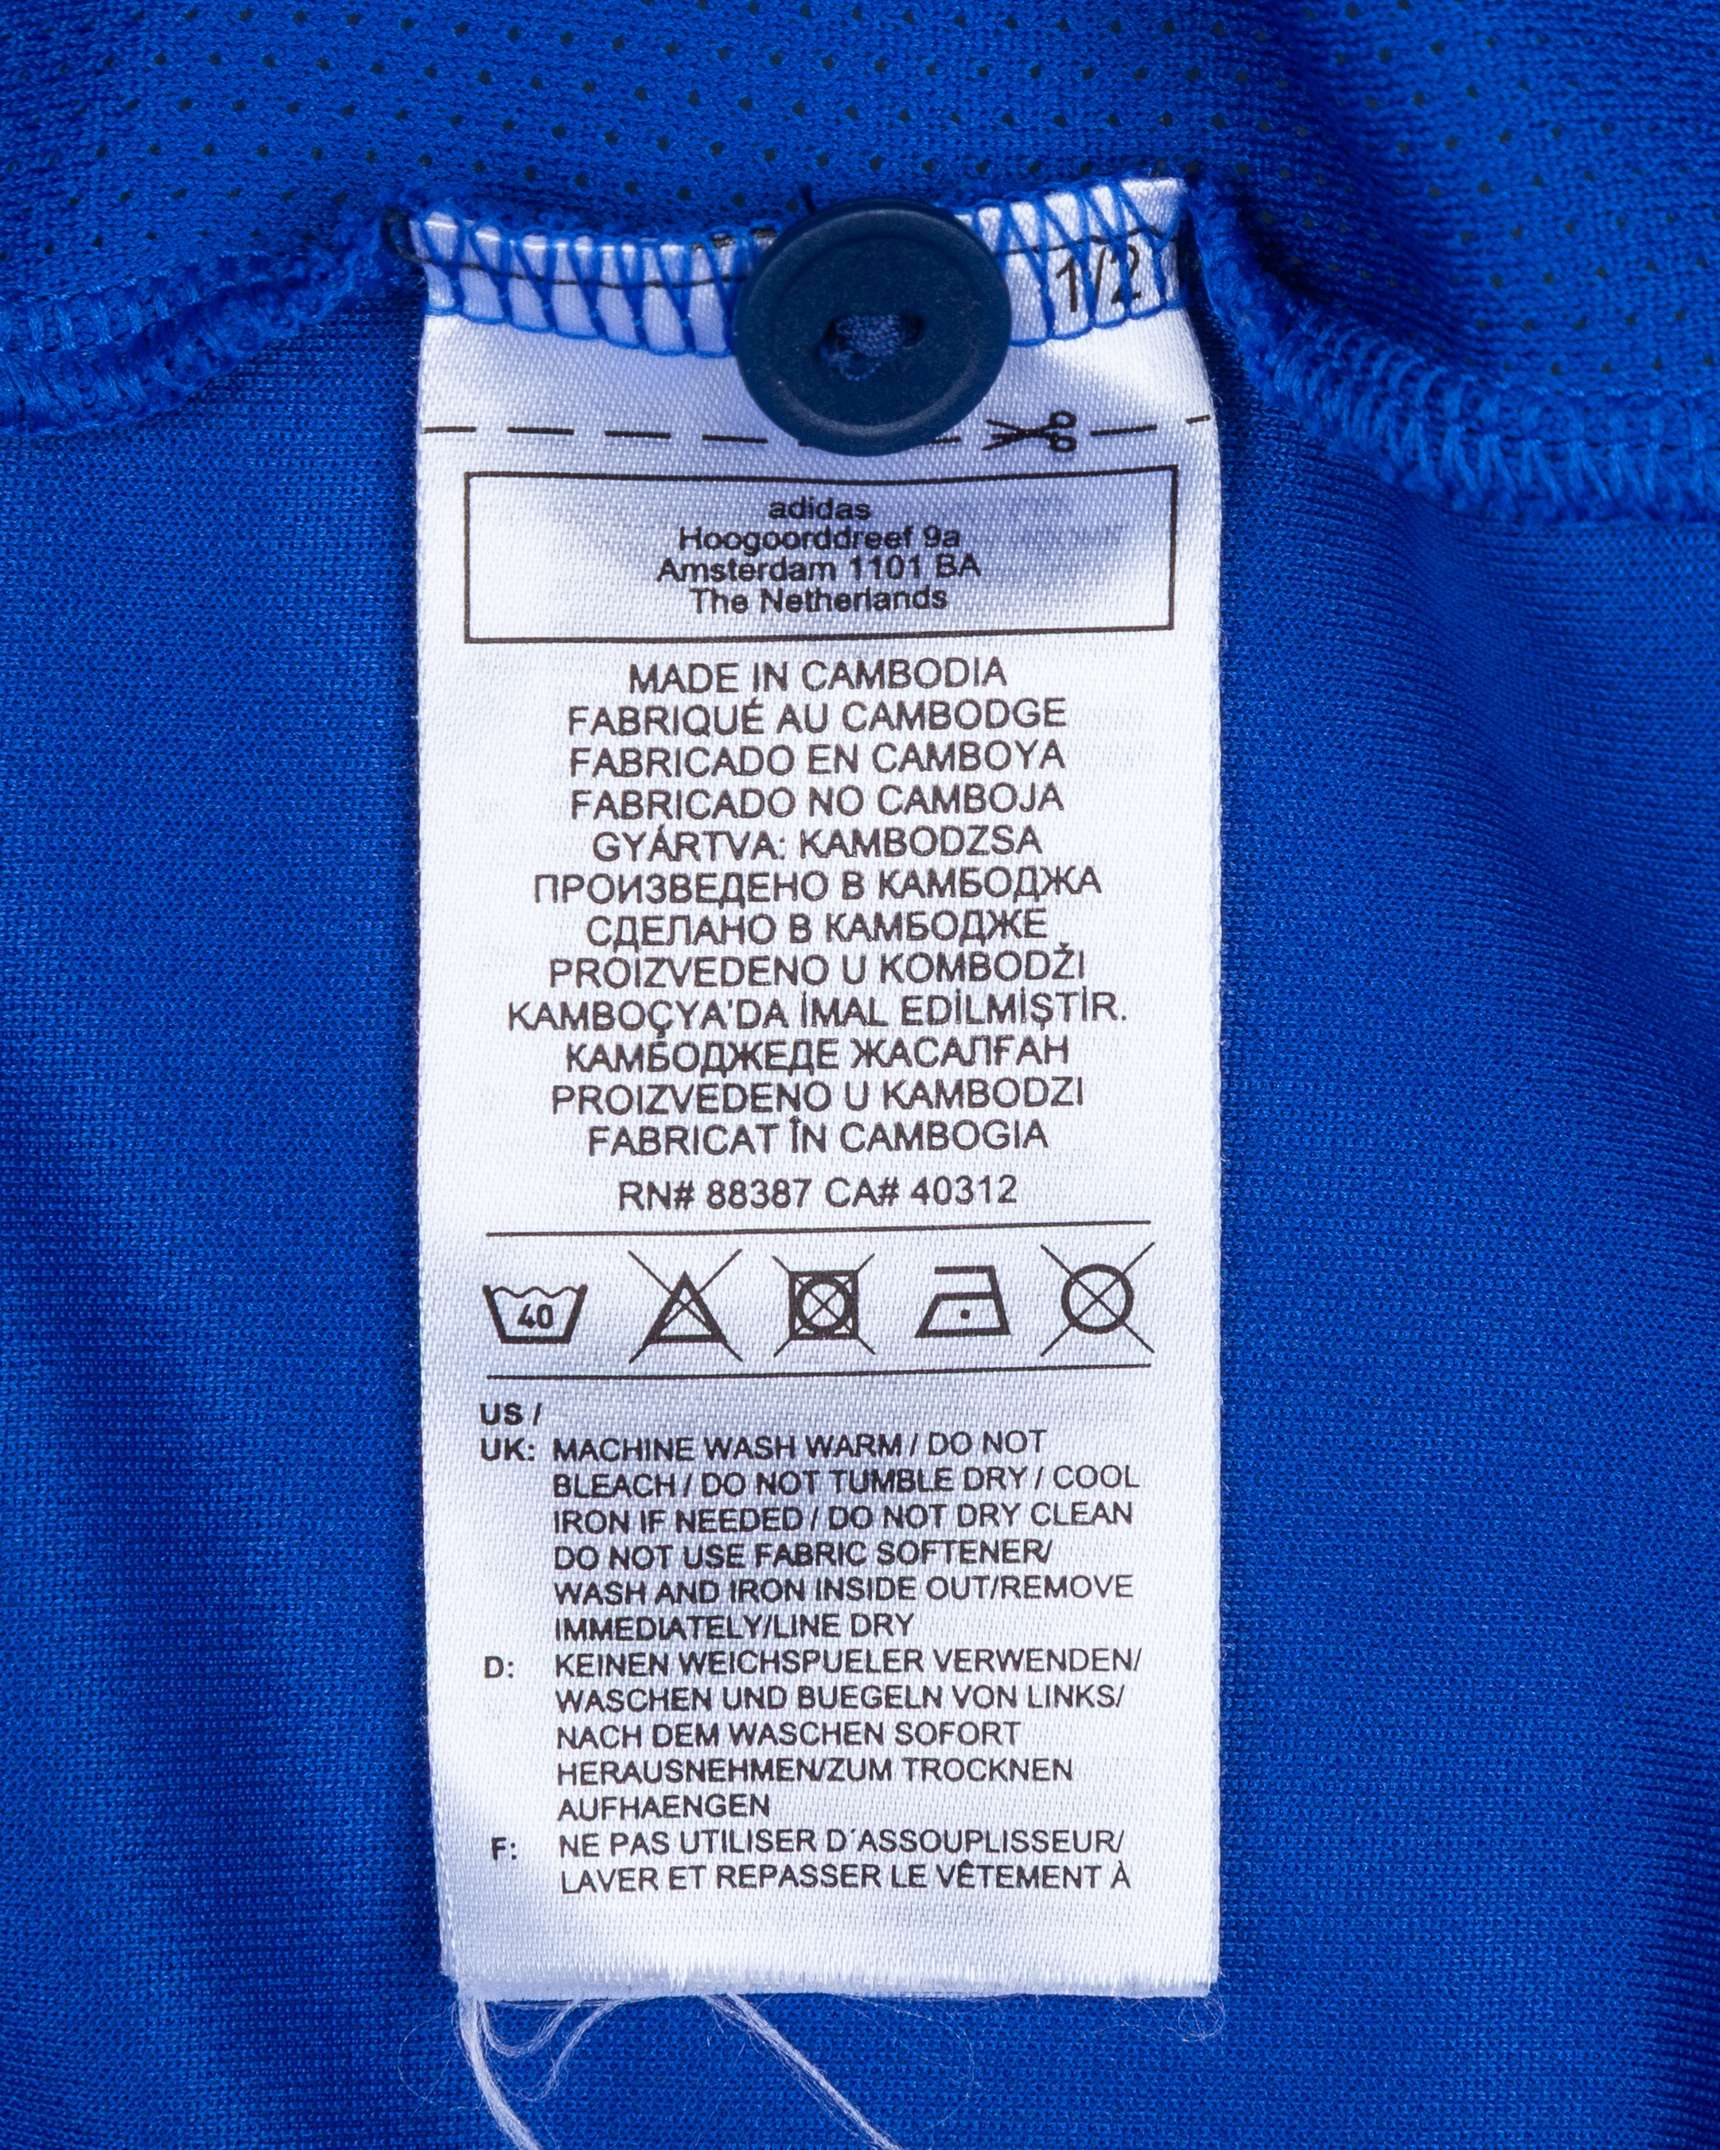 1/2
adidas
Hoogoorddreef 9a
Amsterdam 1101 BA
The Netherlands
MADE IN CAMBODIA
FABRIQUÉ AU CAMBODGE
FABRICADO EN CAMBOYA
FABRICADO NO CAMBOJA
GYÁRTVA: KAMBODZSA
ПРОИЗВЕДЕНО В КАМБОДЖА
СДЕЛАНО В КАМБОДЖЕ
PROIZVEDENO U KOMBODŽI
KAMBOÇYA'DA İMAL EDİLMİŞTİR.
КАМБОДЖЕДЕ ЖАСАЛҒАН
PROIZVEDENO U KAMBODZI
FABRICAT ÎN CAMBOGIA
RN# 88387 CA# 40312
40
US /
UK: MACHINE WASH WARM / DO NOT
BLEACH / DO NOT TUMBLE DRY / COOL
IRON IF NEEDED / DO NOT DRY CLEAN
DO NOT USE FABRIC SOFTENER/
WASH AND IRON INSIDE OUT/REMOVE
IMMEDIATELY/LINE DRY
D: KEINEN WEICHSPUELER VERWENDEN/
WASCHEN UND BUEGELN VON LINKS/
NACH DEM WASCHEN SOFORT
HERAUSNEHMEN/ZUM TROCKNEN
AUFHAENGEN
F: NE PAS UTILISER D´ASSOUPLISSEUR/
LAVER ET REPASSER LE VÊTEMENT À